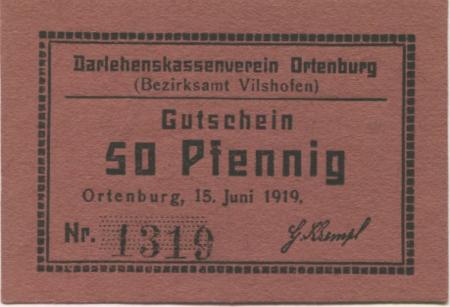 Darlehenskassenverein Ortenburg
(Bezirksamt Vilshofen)
Gutschein
50 Pfennig
Ortenburg, 15. Juni 1919.
Nr. 1319